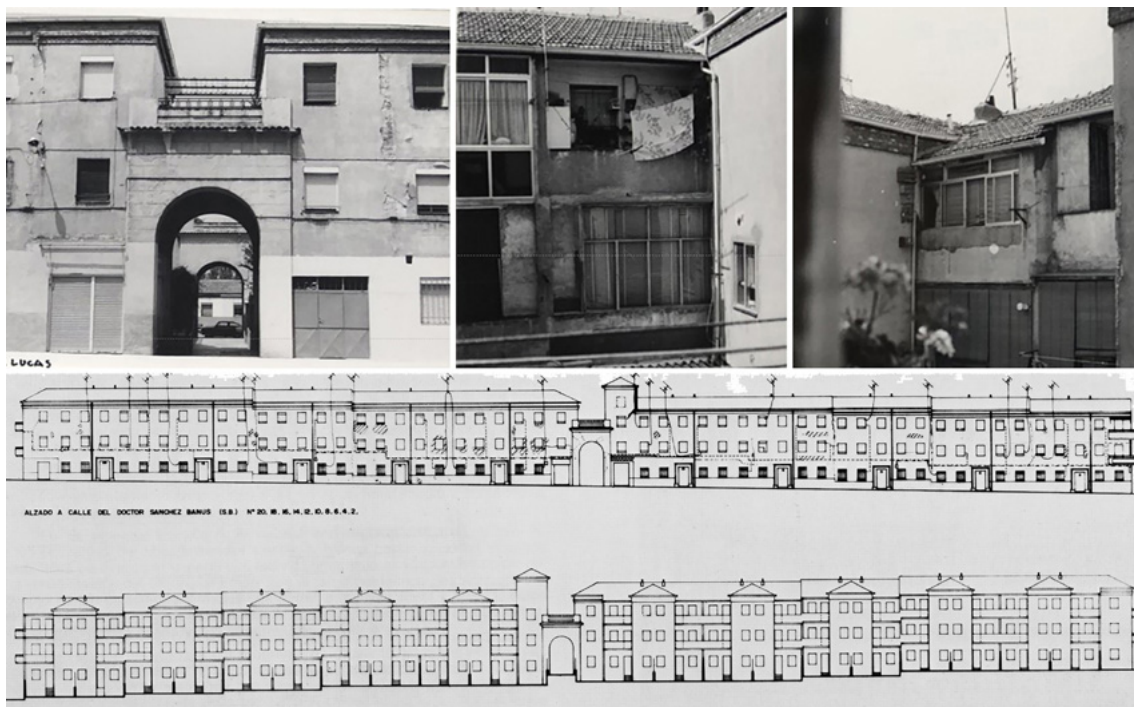 LUCAS
ALZADO A CALLE DEL DOCTOR SANCHEZ BANUS (S.B.) Nº 20, 18, 16, 14, 12, 10, 8, 6, 4, 2,